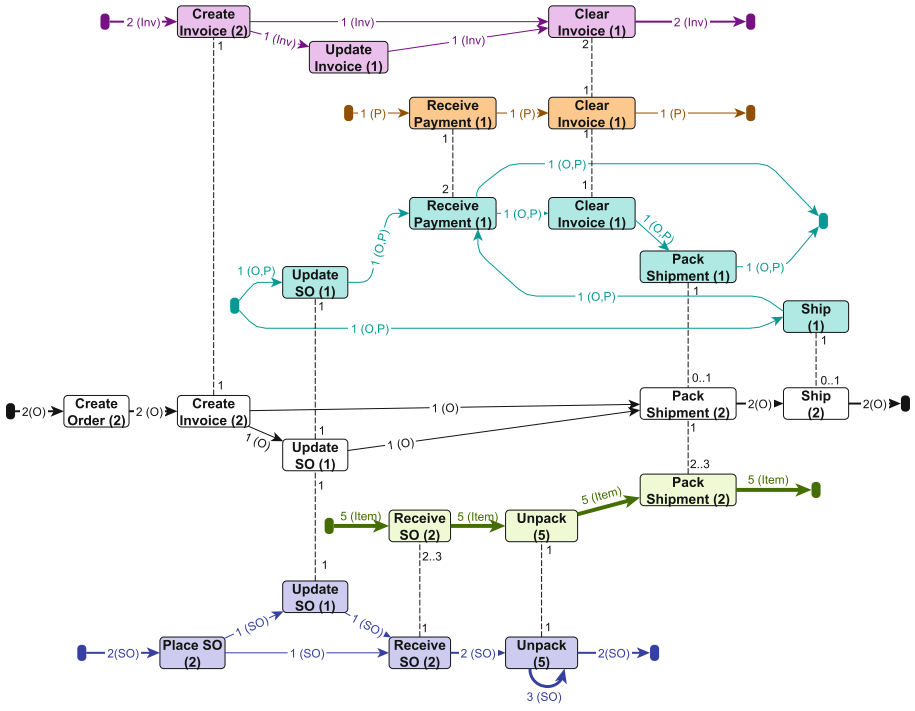 Create
Invoice (2)
Clear
Invoice (1)
2 (Inv)
1 (Inv)
2 (Inv)
1 (Inv)
Update
Invoice (1)
1 (Inv)
1
2
1
1 (P)
Receive
Payment (1)
1 (P)
Clear
Invoice (1)
1 (P)
1
1
1 (O,P)
2
1
Receive
Payment (1)
1 (O,P)
Clear
Invoice (1)
1 (O,P)
1 (O,P)
Pack
Shipment (1)
1 (O,P)
1 (O,P)
Update
SO (1)
1
1 (O,P)
1
Ship
(1)
1 (O,P)
1
1
0..1
0..1
2(O)
Create
Order (2)
2 (O)
Create
Invoice (2)
1 (O)
Pack
Shipment (2)
2(O)
Ship
(2)
2(O)
1 (O)
1
Update
SO (1)
1 (O)
1
2..3
1
Pack
Shipment (2)
5 (Item)
5 (Item)
5 (Item)
Receive
SO (2)
5 (Item)
Unpack
(5)
2..3
1
1
Update
SO (1)
1 (SO)
1 (SO)
1
1
2(SO)
Place SO
(2)
1 (SO)
Receive
SO (2)
2 (SO)
Unpack
(5)
2(SO)
3 (SO)